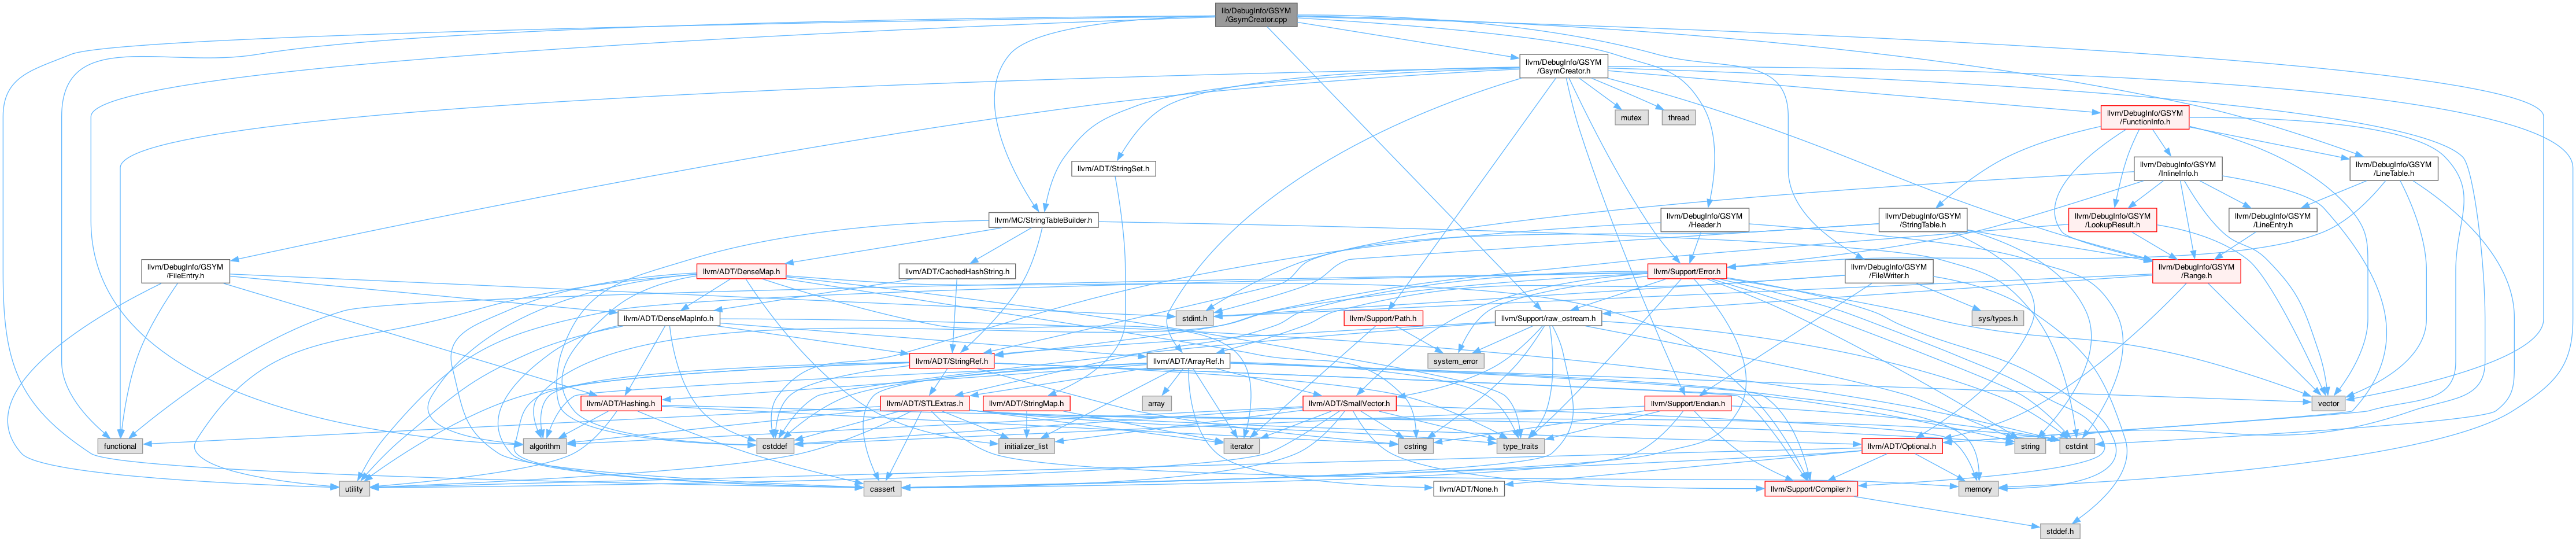 lib/DebugInfo/GSYM
/GsymCreator.cpp
llvm/DebugInfo/GSYM
/GsymCreator.h
mutex
thread
llvm/DebugInfo/GSYM
/FunctionInfo.h
llvm/ADT/StringSet.h
llvm/DebugInfo/GSYM
/InlineInfo.h
llvm/DebugInfo/GSYM
/LineTable.h
llvm/MC/StringTableBuilder.h
llvm/DebugInfo/GSYM
/Header.h
llvm/DebugInfo/GSYM
/StringTable.h
llvm/DebugInfo/GSYM
/LookupResult.h
llvm/DebugInfo/GSYM
/LineEntry.h
llvm/DebugInfo/GSYM
/FileEntry.h
llvm/ADT/DenseMap.h
llvm/ADT/CachedHashString.h
llvm/Support/Error.h
llvm/DebugInfo/GSYM
/FileWriter.h
llvm/DebugInfo/GSYM
/Range.h
llvm/ADT/DenseMapInfo.h
stdint.h
llvm/Support/Path.h
llvm/Support/raw_ostream.h
sys/types.h
llvm/ADT/StringRef.h
llvm/ADT/ArrayRef.h
system_error
llvm/ADT/Hashing.h
llvm/ADT/STLExtras.h
llvm/ADT/StringMap.h
array
llvm/ADT/SmallVector.h
llvm/Support/Endian.h
vector
functional
algorithm
cstddef
initializer_list
iterator
cstring
type_traits
llvm/ADT/Optional.h
string
cstdint
utility
cassert
llvm/ADT/None.h
llvm/Support/Compiler.h
memory
stddef.h